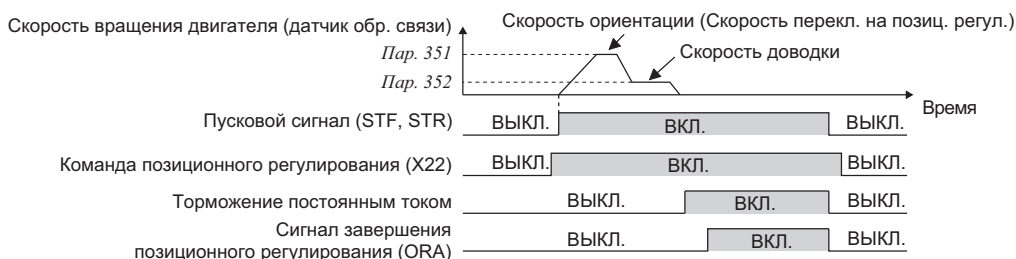 Скорость вращения двигателя (датчик обр. связи)
Скорость ориентации (Скорость перекл. на позиц. регул.)
Пар. 351
Скорость доводки
Пар. 352
Время
Пусковой сигнал (STF, STR)
ВЫКЛ.
ВКЛ.
ВЫКЛ.
Команда позиционного регулирования (X22)
ВЫКЛ.
ВКЛ.
ВЫКЛ.
Торможение постоянным током
ВЫКЛ.
ВКЛ.
ВЫКЛ.
Сигнал завершения
позиционного регулирования (ORA)
ВЫКЛ.
ВКЛ.
ВЫКЛ.